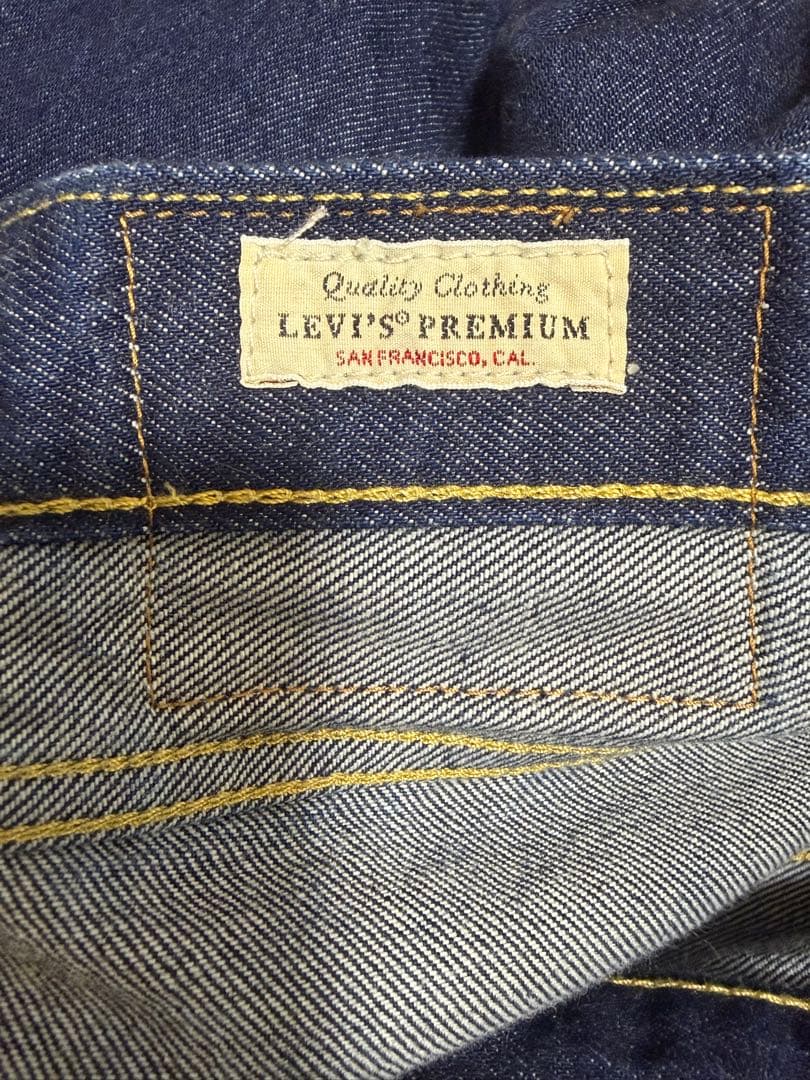 Quality Clothing
LEVI'S® PREMIUM
SAN FRANCISCO, CAL.